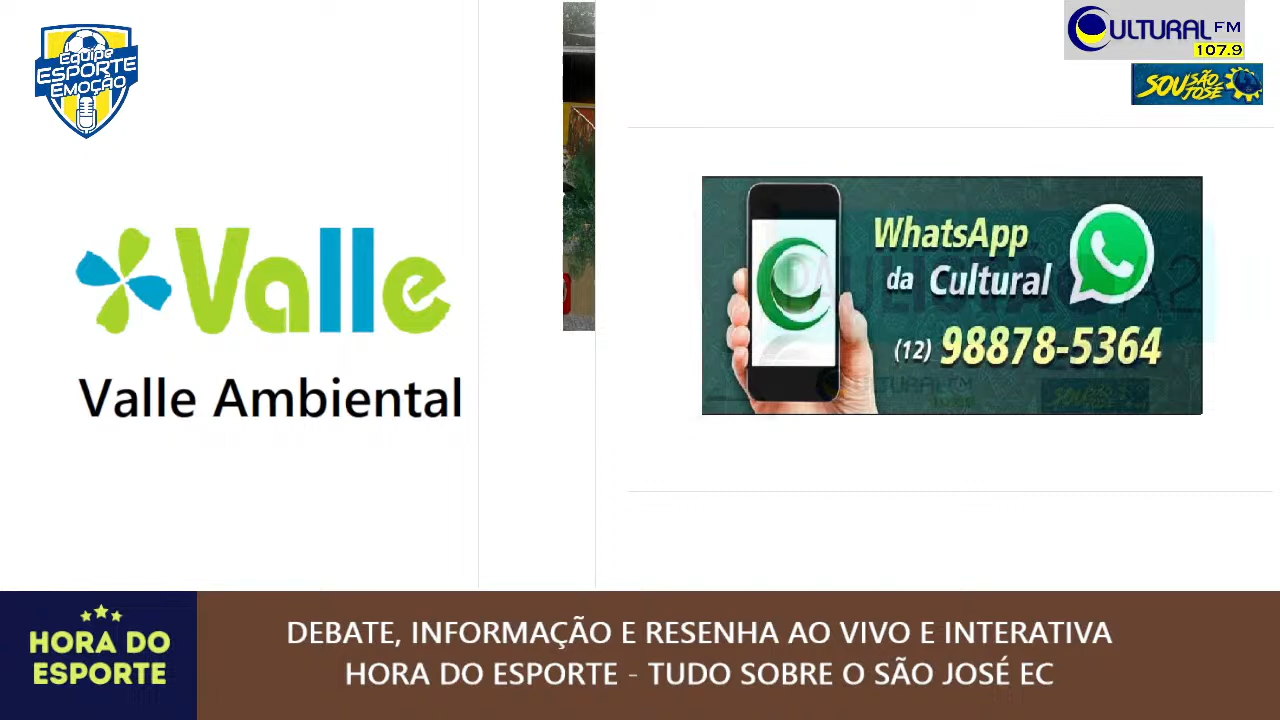 Equipe
ESPORTE
EMOÇÃO
CULTURAL FM
107.9
SOU SÃO
JOSÉ
Valle
Valle Ambiental
WhatsApp
da Cultural
(12) 98878-5364
HORA DO
ESPORTE
DEBATE, INFORMAÇÃO E RESENHA AO VIVO E INTERATIVA
HORA DO ESPORTE - TUDO SOBRE O SÃO JOSÉ EC